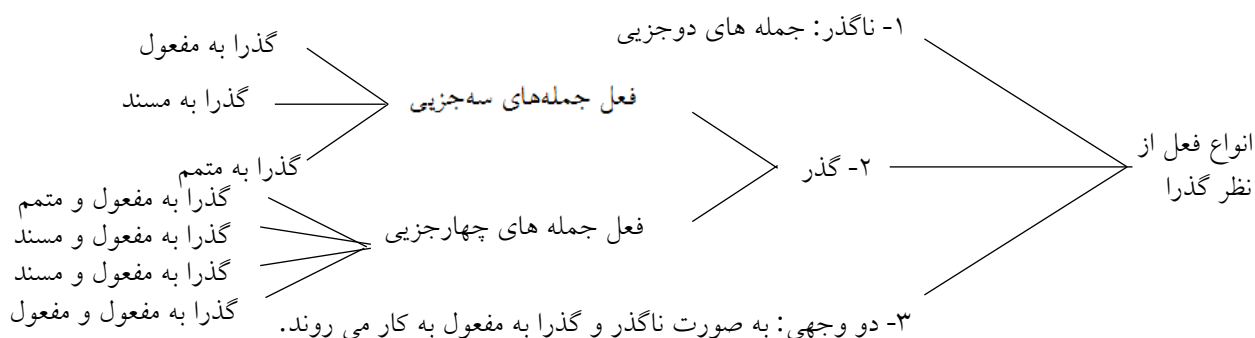 انواع فعل از
نظر گذرا
۱- ناگذر: جمله های دوجزیی
۲- گذر
فعل جمله‌های سه‌جزیی
گذرا به مفعول
گذرا به مسند
گذرا به متمم
فعل جمله های چهارجزیی
گذرا به مفعول و متمم
گذرا به مفعول و مسند
گذرا به مفعول و مسند
گذرا به مفعول و مفعول
۳- دو وجهی: به صورت ناگذر و گذرا به مفعول به کار می روند.